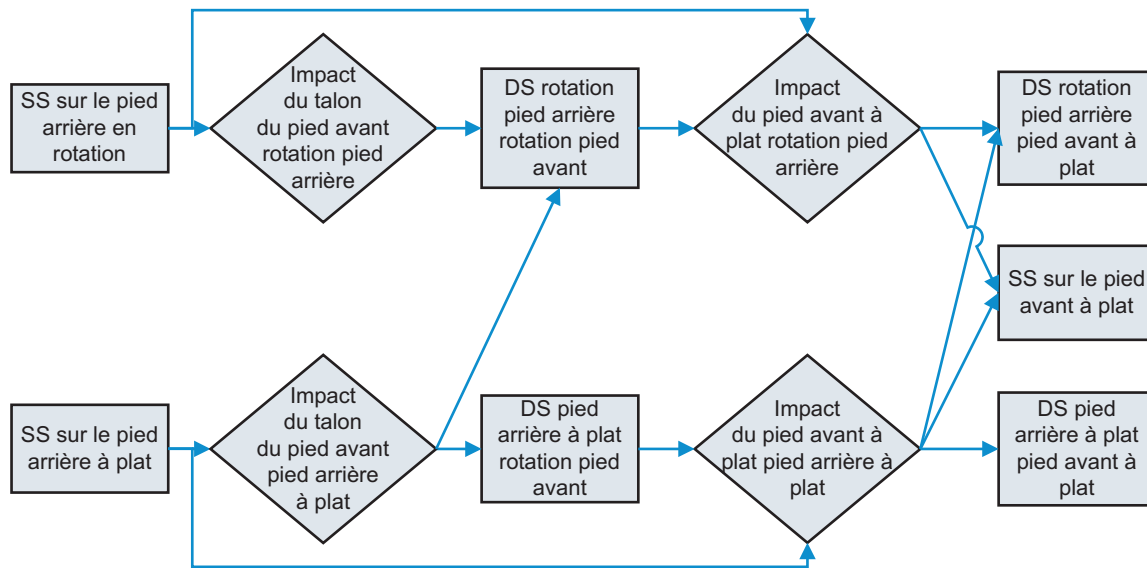 SS sur le pied
arrière en
rotation
Impact
du talon
du pied avant
rotation pied
arrière
DS rotation
pied arrière
rotation pied
avant
Impact
du pied avant à
plat rotation pied
arrière
DS rotation
pied arrière
pied avant à
plat
SS sur le pied
avant à plat
SS sur le pied
arrière à plat
Impact
du talon
du pied avant
pied arrière
à plat
DS pied
arrière à plat
rotation pied
avant
Impact
du pied avant à
plat pied arrière à
plat
DS pied
arrière à plat
pied avant à
plat